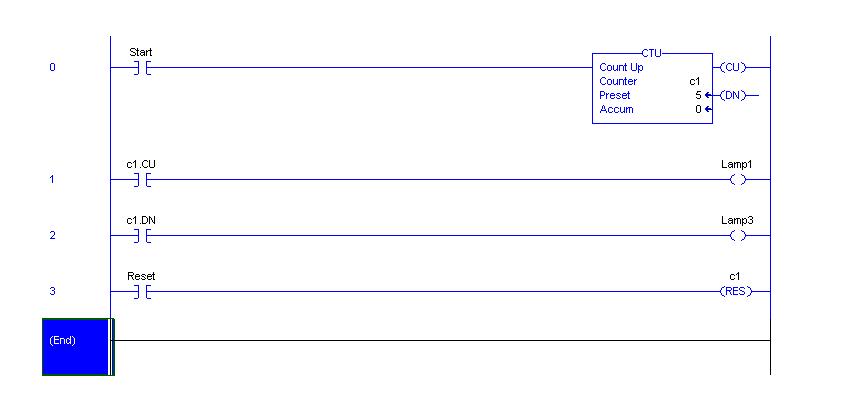 Start
0
CTU
Count Up
(CU)
Counter c1
Preset 5
(DN)
Accum 0
c1.CU
Lamp1
1
c1.DN
Lamp3
2
Reset
c1
3
(RES)
(End)